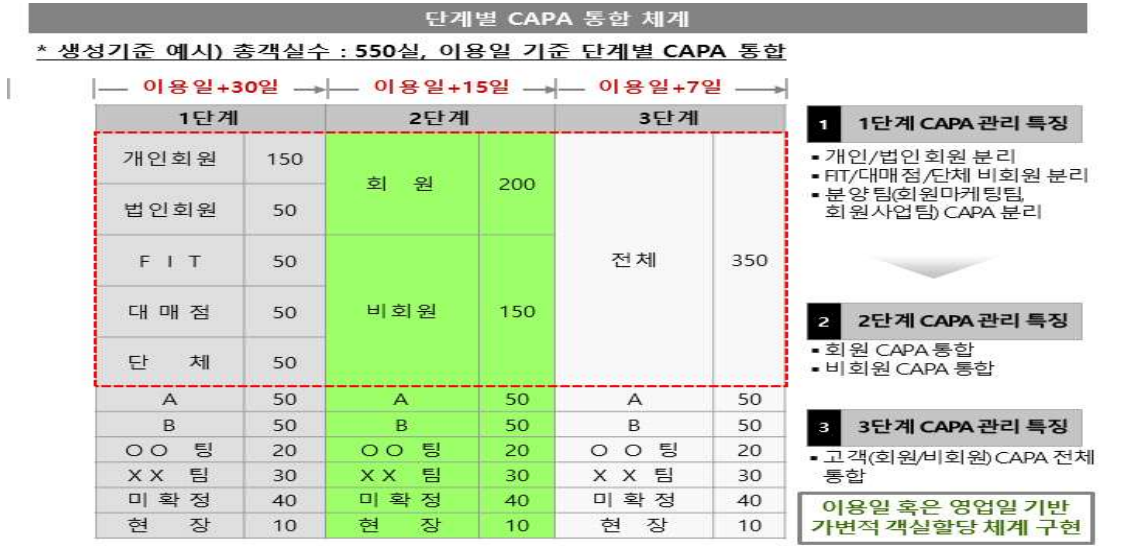 단계별 CAPA 통합 체계
* 생성기준 예시) 총객실수 : 550실, 이용일 기준 단계별 CAPA 통합
이용일+30일 이용일+15일 이용일+7일
1단계 2단계 3단계
개인회원 150
법인회원 50
회 원 200
F I T 50
대 매 점 50
단 체 50
비회원 150
전체 350
A 50 A 50 A 50
B 50 B 50 B 50
○○ 팀 20 ○○ 팀 20 ○ ○ 팀 20
X X 팀 30 X X 팀 30 X X 팀 30
미 확 정 40 미 확 정 40 미 확 정 40
현 장 10 현 장 10 현 장 10
1 1단계 CAPA 관리 특징
▪ 개인/법인 회원 분리
▪ FIT/대매점/단체 비회원 분리
▪ 분양팀(회원마케팅팀,
회원사업팀) CAPA 분리
2 2단계 CAPA 관리 특징
▪ 회원 CAPA 통합
▪ 비회원 CAPA 통합
3 3단계 CAPA 관리 특징
▪ 고객(회원/비회원) CAPA 전체
통합
이용일 혹은 영업일 기반
가변적 객실할당 체계 구현